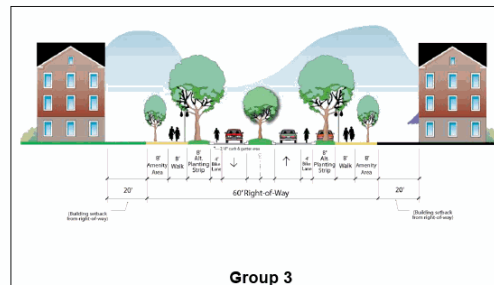 8'
Amenity
Area
8'
Walk
8'
Alt.
Planting
Strip
4'
Bike
Lane
4'
Bike
Lane
8'
Alt.
Planting
Strip
8'
Walk
8'
Amenity
Area
20'
60' Right-of-Way
20'
(Building setback
from right-of-way)
(Building setback
from right-of-way)
Group 3